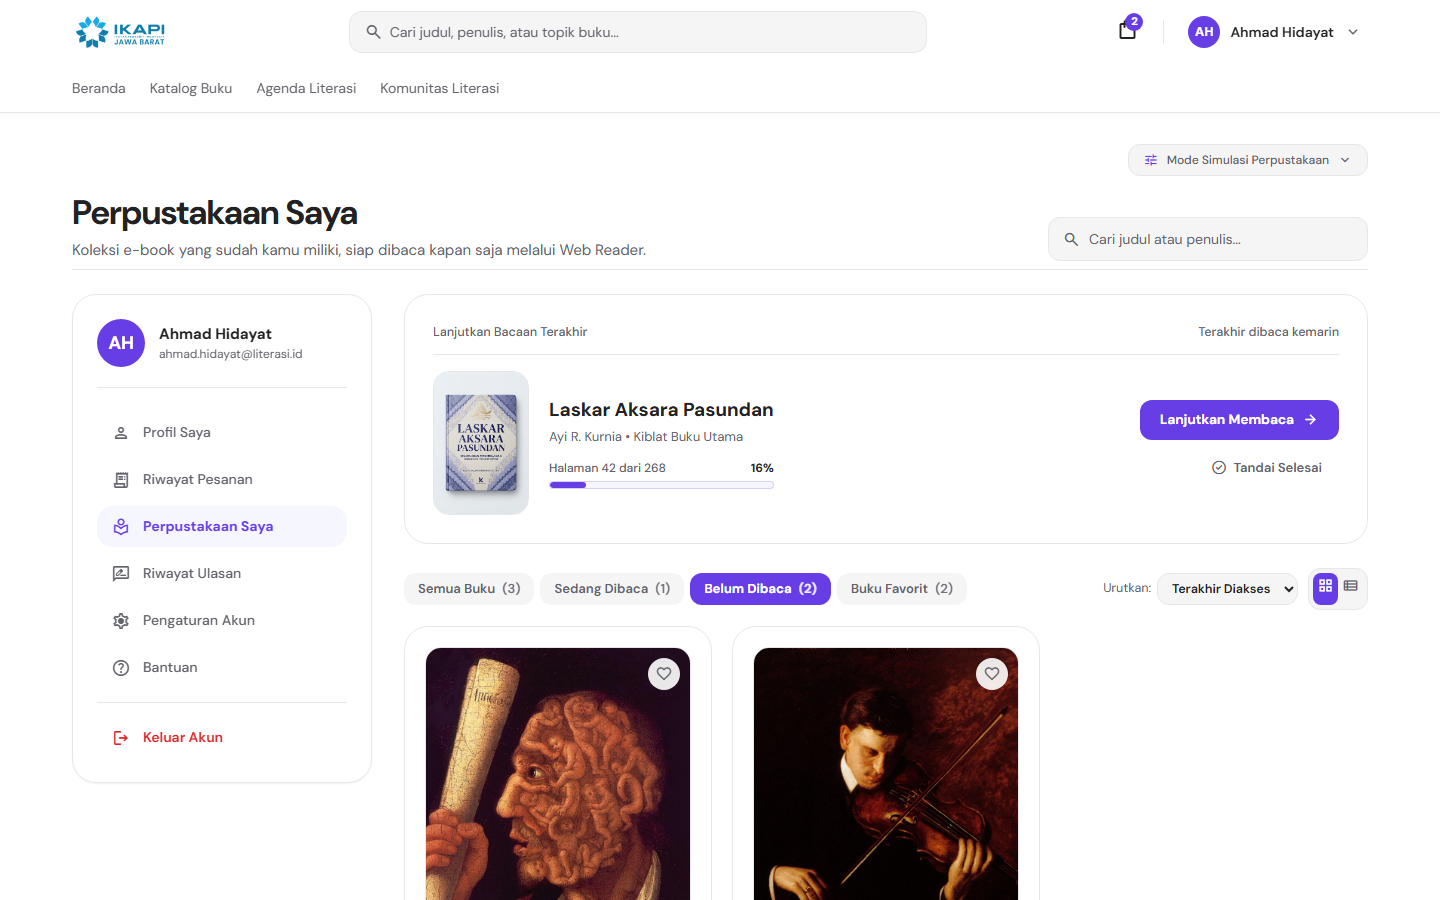 IKAPI
JAWA BARAT
Cari judul, penulis, atau topik buku...
2
AH
Ahmad Hidayat
Beranda
Katalog Buku
Agenda Literasi
Komunitas Literasi
Mode Simulasi Perpustakaan
Perpustakaan Saya
Koleksi e-book yang sudah kamu miliki, siap dibaca kapan saja melalui Web Reader.
Cari judul atau penulis...
AH
Ahmad Hidayat
ahmad.hidayat@literasi.id
Profil Saya
Riwayat Pesanan
Perpustakaan Saya
Riwayat Ulasan
Pengaturan Akun
Bantuan
Keluar Akun
Lanjutkan Bacaan Terakhir
Terakhir dibaca kemarin
LASKAR
AKSARA
PASUNDAN
Laskar Aksara Pasundan
Ayi R. Kurnia • Kiblat Buku Utama
Halaman 42 dari 268
16%
Lanjutkan Membaca
Tandai Selesai
Semua Buku (3)
Sedang Dibaca (1)
Belum Dibaca (2)
Buku Favorit (2)
Urutkan:
Terakhir Diakses